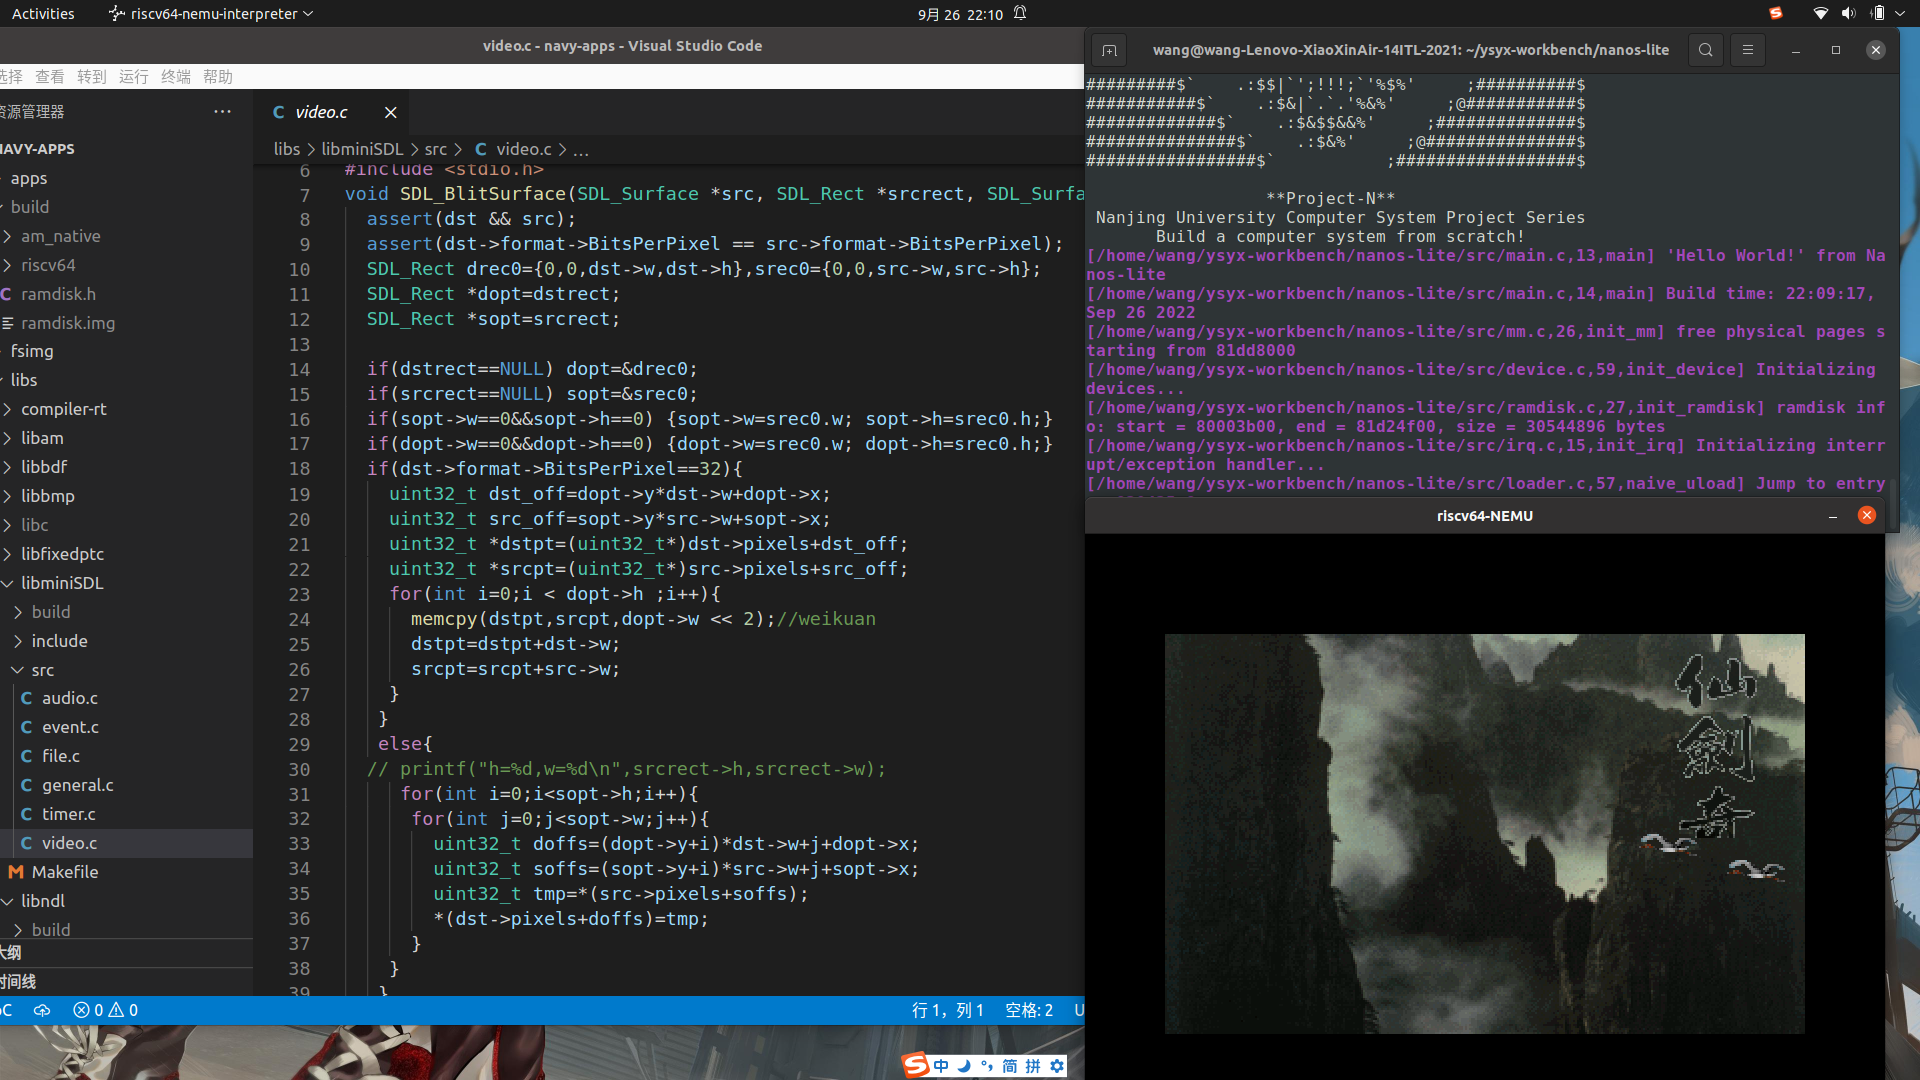 Activities
riscv64-nemu-interpreter
9月 26 22:10
video.c - navy-apps - Visual Studio Code
选择 查看 转到 运行 终端 帮助
资源管理器
NAVY-APPS
apps
build
am_native
riscv64
ramdisk.h
ramdisk.img
fsimg
libs
compiler-rt
libam
libbdf
libbmp
libc
libfixedptc
libminiSDL
build
include
src
audio.c
event.c
file.c
general.c
timer.c
video.c
Makefile
libndl
build
大纲
时间线
video.c
libs > libminiSDL > src > C video.c > ...
6 #include <stdio.h>
7 void SDL_BlitSurface(SDL_Surface *src, SDL_Rect *srcrect, SDL_Surfa
8 assert(dst && src);
9 assert(dst->format->BitsPerPixel == src->format->BitsPerPixel);
10 SDL_Rect drec0={0,0,dst->w,dst->h},srec0={0,0,src->w,src->h};
11 SDL_Rect *dopt=dstrect;
12 SDL_Rect *sopt=srcrect;
13
14 if(dstrect==NULL) dopt=&drec0;
15 if(srcrect==NULL) sopt=&srec0;
16 if(sopt->w==0&&sopt->h==0) {sopt->w=srec0.w; sopt->h=srec0.h;}
17 if(dopt->w==0&&dopt->h==0) {dopt->w=srec0.w; dopt->h=srec0.h;}
18 if(dst->format->BitsPerPixel==32){
19 uint32_t dst_off=dopt->y*dst->w+dopt->x;
20 uint32_t src_off=sopt->y*src->w+sopt->x;
21 uint32_t *dstpt=(uint32_t*)dst->pixels+dst_off;
22 uint32_t *srcpt=(uint32_t*)src->pixels+src_off;
23 for(int i=0;i < dopt->h ;i++){
24 memcpy(dstpt,srcpt,dopt->w << 2);//weikuan
25 dstpt=dstpt+dst->w;
26 srcpt=srcpt+src->w;
27 }
28 }
29 else{
30 // printf("h=%d,w=%d\n",srcrect->h,srcrect->w);
31 for(int i=0;i<sopt->h;i++){
32 for(int j=0;j<sopt->w;j++){
33 uint32_t doffs=(dopt->y+i)*dst->w+j+dopt->x;
34 uint32_t soffs=(sopt->y+i)*src->w+j+sopt->x;
35 uint32_t tmp=*(src->pixels+soffs);
36 *(dst->pixels+doffs)=tmp;
37 }
38 }
39 }
0 0
行 1, 列 1 空格: 2 U
中 简 拼
wang@wang-Lenovo-XiaoXinAir-14ITL-2021: ~/ysyx-workbench/nanos-lite
#########$` .:$$|`';!!!;`'%$%' ;##########$
###########$` .:$&|`.`.'%&%' ;@###########$
#############$` .:$&$$&&%' ;##############$
###############$` .:$&%' ;@###############$
#################$` ;##################$
**Project-N**
Nanjing University Computer System Project Series
Build a computer system from scratch!
[/home/wang/ysyx-workbench/nanos-lite/src/main.c,13,main] 'Hello World!' from Na
nos-lite
[/home/wang/ysyx-workbench/nanos-lite/src/main.c,14,main] Build time: 22:09:17,
Sep 26 2022
[/home/wang/ysyx-workbench/nanos-lite/src/mm.c,26,init_mm] free physical pages s
tarting from 81dd8000
[/home/wang/ysyx-workbench/nanos-lite/src/device.c,59,init_device] Initializing
devices...
[/home/wang/ysyx-workbench/nanos-lite/src/ramdisk.c,27,init_ramdisk] ramdisk inf
o: start = 80003b00, end = 81d24f00, size = 30544896 bytes
[/home/wang/ysyx-workbench/nanos-lite/src/irq.c,15,init_irq] Initializing interr
upt/exception handler...
[/home/wang/ysyx-workbench/nanos-lite/src/loader.c,57,naive_uload] Jump to entry
riscv64-NEMU
仙
劍
奇